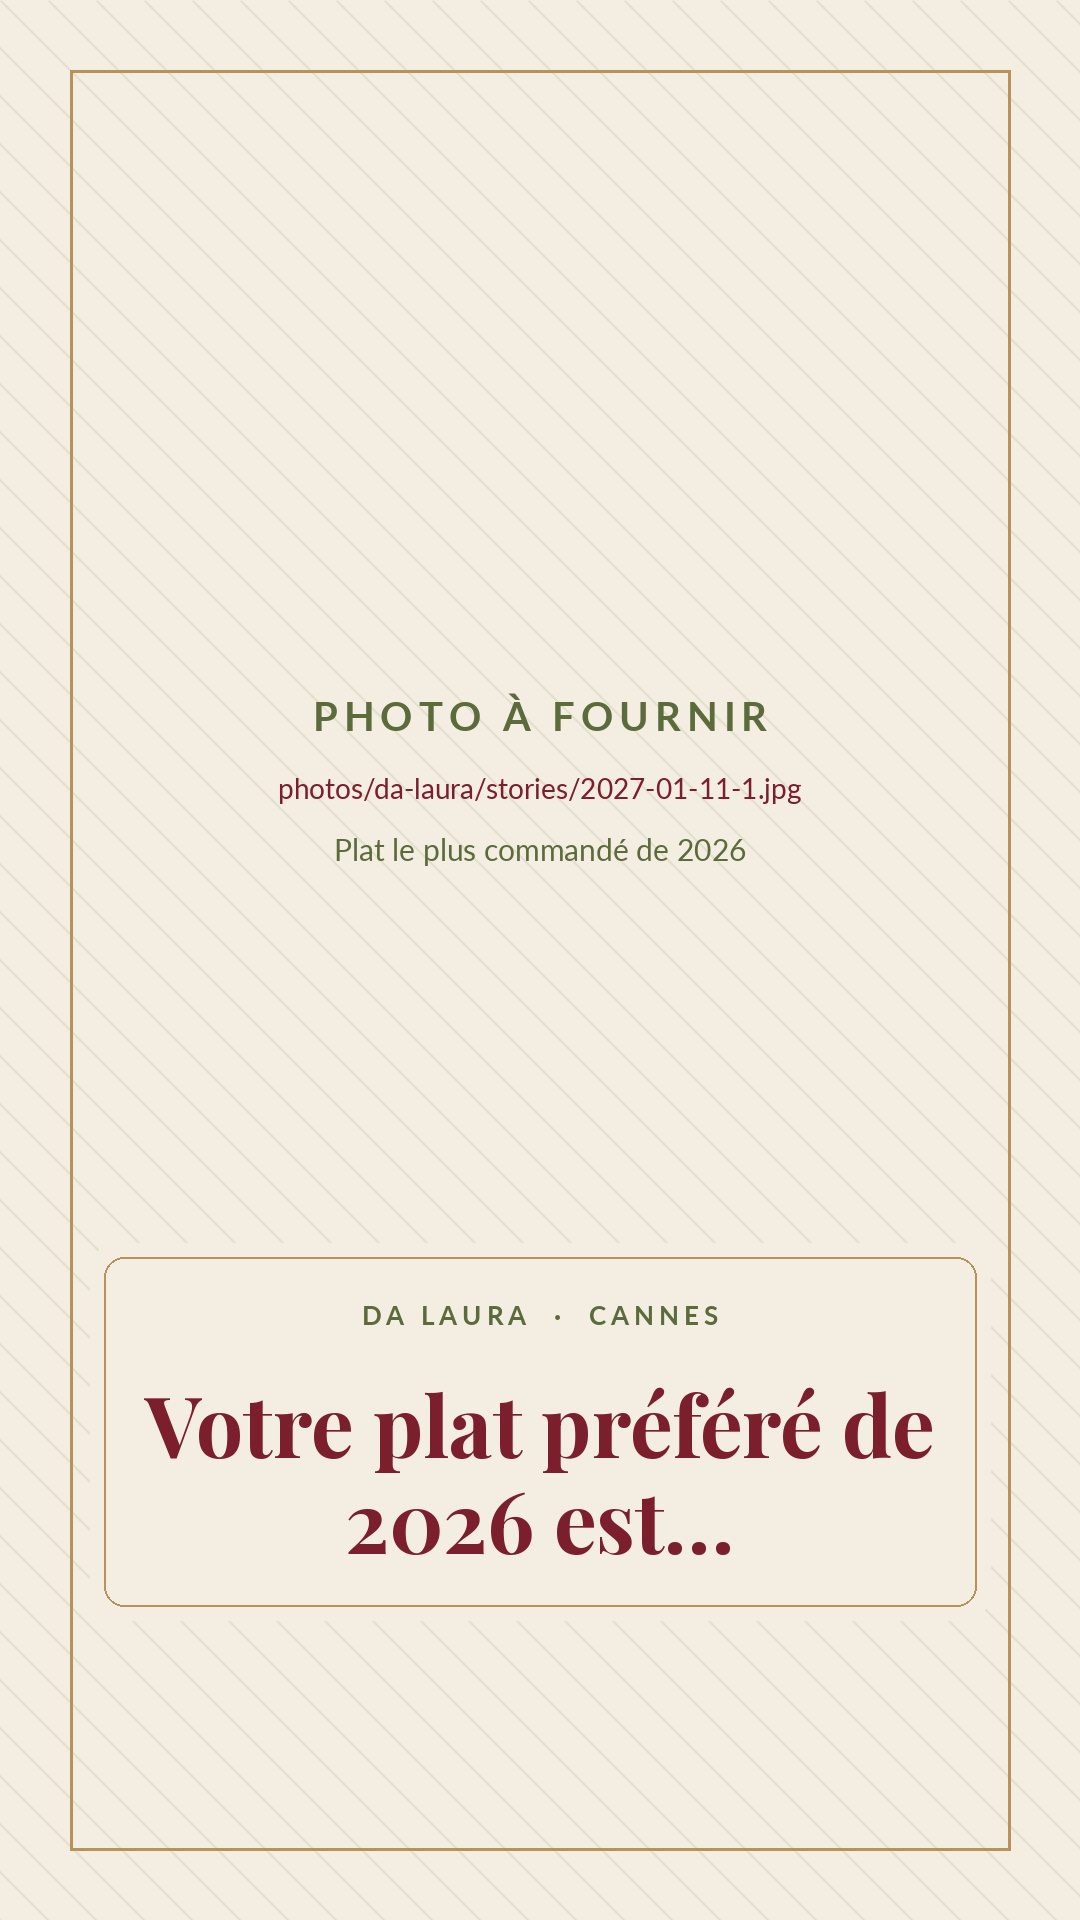 PHOTO À FOURNIR
photos/da-laura/stories/2027-01-11-1.jpg
Plat le plus commandé de 2026
DA LAURA · CANNES
Votre plat préféré de
2026 est...